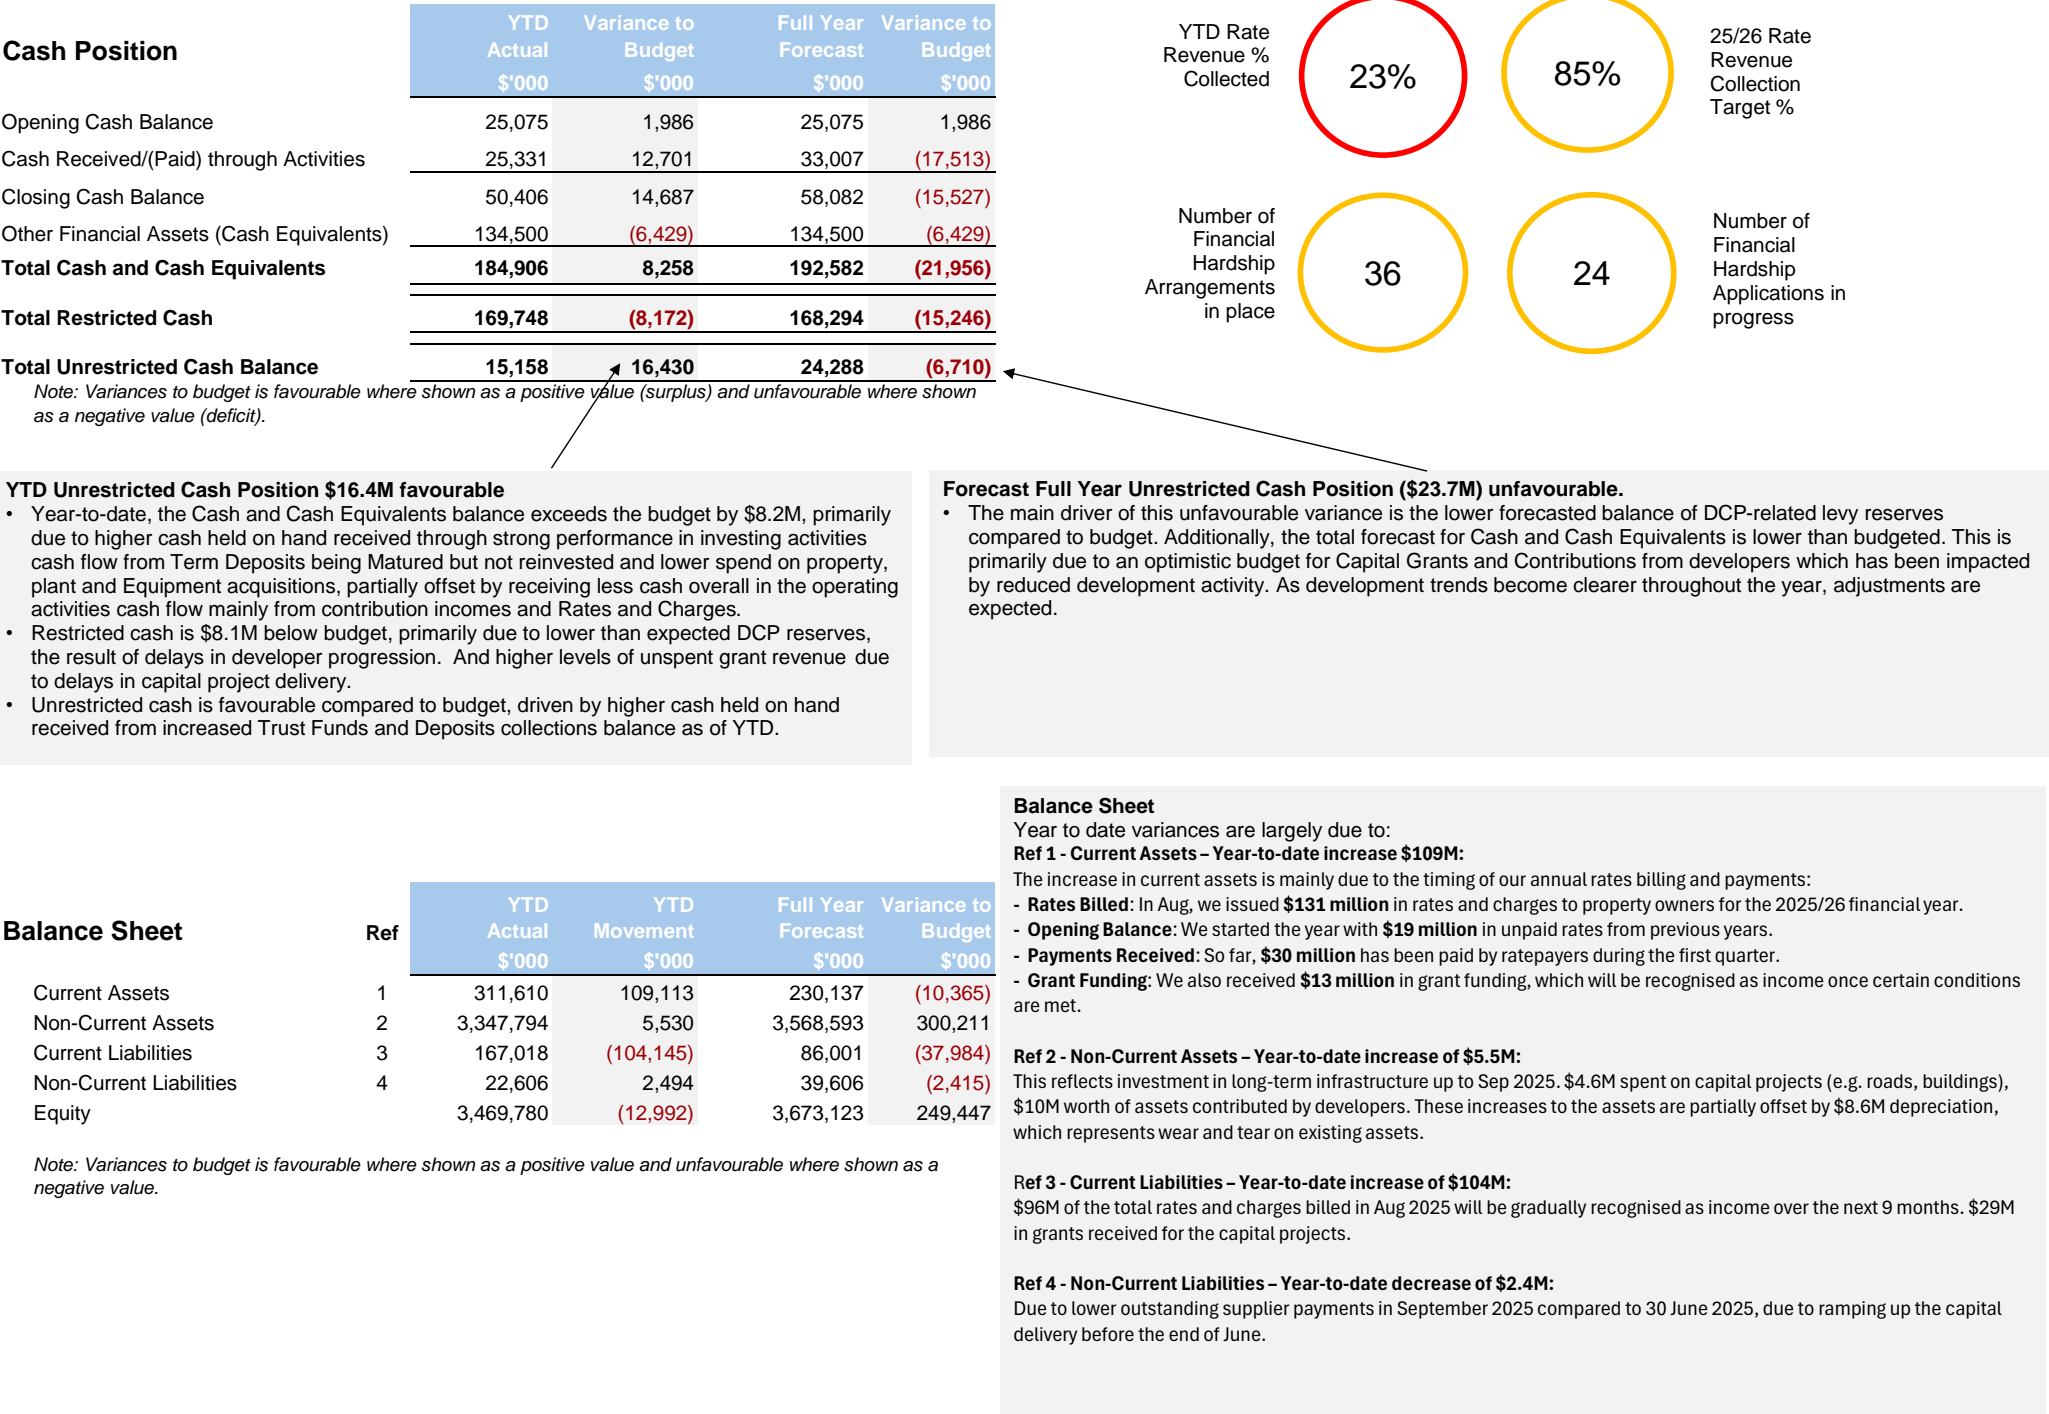 Cash Position
YTD Actual $'000 Variance to Budget $'000 Full Year Forecast $'000 Variance to Budget $'000
Opening Cash Balance 25,075 1,986 25,075 1,986
Cash Received/(Paid) through Activities 25,331 12,701 33,007 (17,513)
Closing Cash Balance 50,406 14,687 58,082 (15,527)
Other Financial Assets (Cash Equivalents) 134,500 (6,429) 134,500 (6,429)
Total Cash and Cash Equivalents 184,906 8,258 192,582 (21,956)
Total Restricted Cash 169,748 (8,172) 168,294 (15,246)
Total Unrestricted Cash Balance 15,158 16,430 24,288 (6,710)
Note: Variances to budget is favourable where shown as a positive value (surplus) and unfavourable where shown
as a negative value (deficit).
YTD Rate
Revenue %
Collected
23%
85%
25/26 Rate
Revenue
Collection
Target %
Number of
Financial
Hardship
Arrangements
in place
36
24
Number of
Financial
Hardship
Applications in
progress
YTD Unrestricted Cash Position $16.4M favourable
• Year-to-date, the Cash and Cash Equivalents balance exceeds the budget by $8.2M, primarily
due to higher cash held on hand received through strong performance in investing activities
cash flow from Term Deposits being Matured but not reinvested and lower spend on property,
plant and Equipment acquisitions, partially offset by receiving less cash overall in the operating
activities cash flow mainly from contribution incomes and Rates and Charges.
• Restricted cash is $8.1M below budget, primarily due to lower than expected DCP reserves,
the result of delays in developer progression. And higher levels of unspent grant revenue due
to delays in capital project delivery.
• Unrestricted cash is favourable compared to budget, driven by higher cash held on hand
received from increased Trust Funds and Deposits collections balance as of YTD.
Forecast Full Year Unrestricted Cash Position ($23.7M) unfavourable.
• The main driver of this unfavourable variance is the lower forecasted balance of DCP-related levy reserves
compared to budget. Additionally, the total forecast for Cash and Cash Equivalents is lower than budgeted. This is
primarily due to an optimistic budget for Capital Grants and Contributions from developers which has been impacted
by reduced development activity. As development trends become clearer throughout the year, adjustments are
expected.
Balance Sheet Ref
YTD Actual $'000 YTD Movement $'000 Full Year Forecast $'000 Variance to Budget $'000
Current Assets 1 311,610 109,113 230,137 (10,365)
Non-Current Assets 2 3,347,794 5,530 3,568,593 300,211
Current Liabilities 3 167,018 (104,145) 86,001 (37,984)
Non-Current Liabilities 4 22,606 2,494 39,606 (2,415)
Equity 3,469,780 (12,992) 3,673,123 249,447
Note: Variances to budget is favourable where shown as a positive value and unfavourable where shown as a
negative value.
Balance Sheet
Year to date variances are largely due to:
Ref 1 - Current Assets – Year-to-date increase $109M:
The increase in current assets is mainly due to the timing of our annual rates billing and payments:
- Rates Billed: In Aug, we issued $131 million in rates and charges to property owners for the 2025/26 financial year.
- Opening Balance: We started the year with $19 million in unpaid rates from previous years.
- Payments Received: So far, $30 million has been paid by ratepayers during the first quarter.
- Grant Funding: We also received $13 million in grant funding, which will be recognised as income once certain conditions
are met.
Ref 2 - Non-Current Assets – Year-to-date increase of $5.5M:
This reflects investment in long-term infrastructure up to Sep 2025. $4.6M spent on capital projects (e.g. roads, buildings),
$10M worth of assets contributed by developers. These increases to the assets are partially offset by $8.6M depreciation,
which represents wear and tear on existing assets.
Ref 3 - Current Liabilities – Year-to-date increase of $104M:
$96M of the total rates and charges billed in Aug 2025 will be gradually recognised as income over the next 9 months. $29M
in grants received for the capital projects.
Ref 4 - Non-Current Liabilities – Year-to-date decrease of $2.4M:
Due to lower outstanding supplier payments in September 2025 compared to 30 June 2025, due to ramping up the capital
delivery before the end of June.